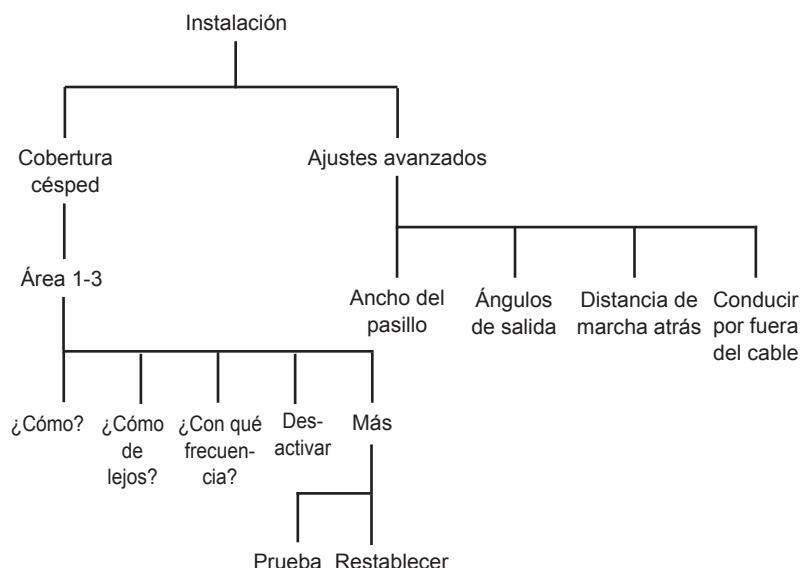 Instalación
Cobertura
césped
Ajustes avanzados
Área 1-3
Ancho del
pasillo
Ángulos
de salida
Distancia de
marcha atrás
Conducir
por fuera
del cable
¿Cómo?
¿Cómo
de
lejos?
¿Con qué
frecuen-
cia?
Des-
activar
Más
Prueba
Restablecer